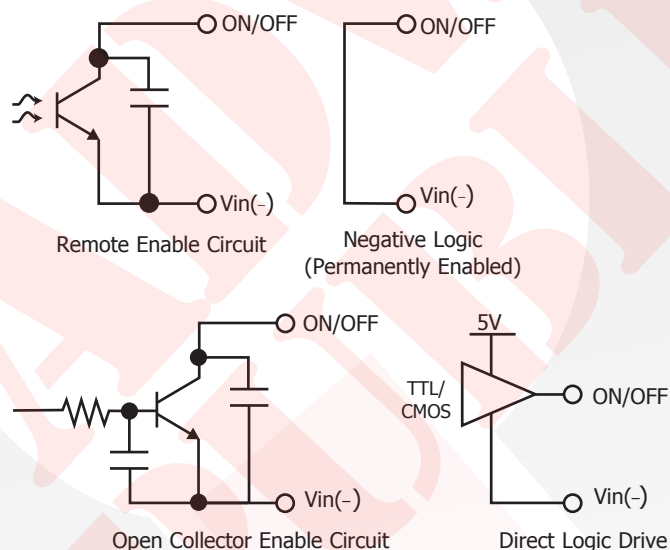 ON/OFF
Vin(−)
Remote Enable Circuit
ON/OFF
Vin(−)
Negative Logic
(Permanently Enabled)
ON/OFF
Vin(−)
Open Collector Enable Circuit
5V
TTL/
CMOS
ON/OFF
Vin(−)
Direct Logic Drive